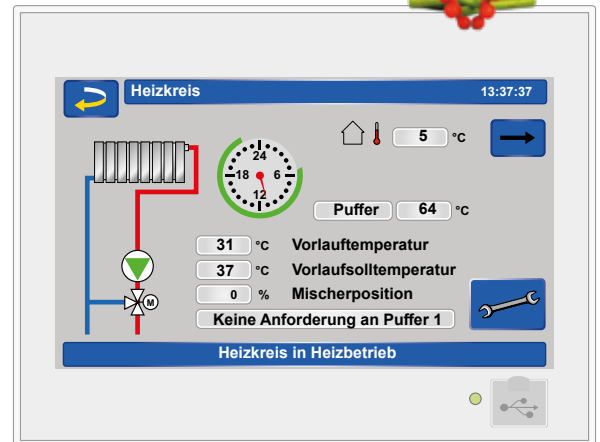 Heizkreis 13:37:37
5 °C
24
18 6
12
Puffer 64 °C
31 °C Vorlauftemperatur
37 °C Vorlaufsolltemperatur
0 % Mischerposition
M
Keine Anforderung an Puffer 1
Heizkreis in Heizbetrieb